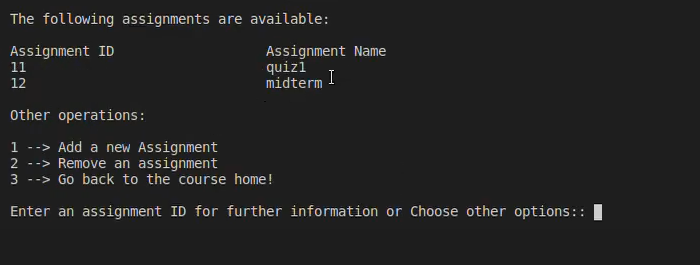 The following assignments are available:
Assignment ID Assignment Name
11 quiz1
12 midterm
Other operations:
1 --> Add a new Assignment
2 --> Remove an assignment
3 --> Go back to the course home!
Enter an assignment ID for further information or Choose other options::